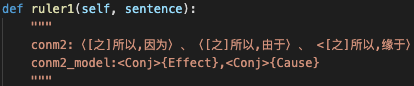 def ruler1(self, sentence):
"""
conm2:〈[之]所以,因为〉、〈[之]所以,由于〉、 <[之]所以,缘于〉
conm2_model:<Conj>{Effect},<Conj>{Cause}
"""